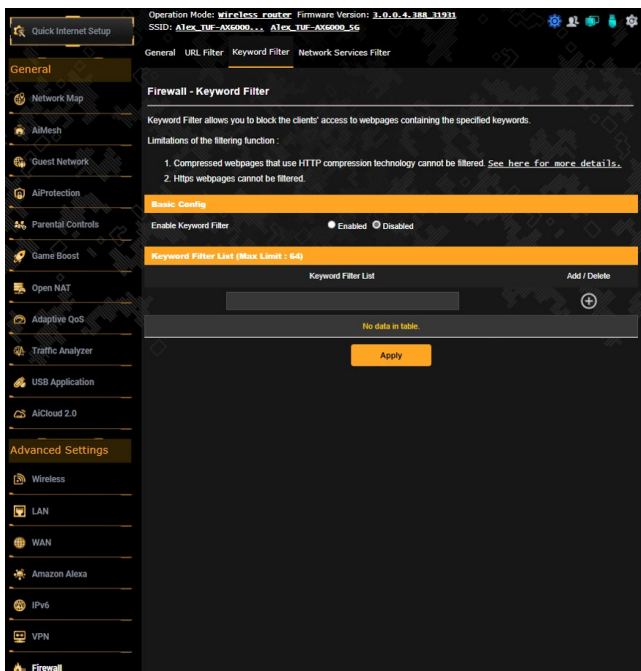 Quick Internet Setup
General
Network Map
AiMesh
Guest Network
AiProtection
Parental Controls
Game Boost
Open NAT
Adaptive QoS
Traffic Analyzer
USB Application
AiCloud 2.0
Advanced Settings
Wireless
LAN
WAN
Amazon Alexa
IPv6
VPN
Firewall
Operation Mode: Wireless router Firmware Version: 3.0.0.4.388_31931
SSID: Alex_TUF-AX6000... Alex_TUF-AX6000_5G
General URL Filter Keyword Filter Network Services Filter
Firewall - Keyword Filter
Keyword Filter allows you to block the clients' access to webpages containing the specified keywords.
Limitations of the filtering function :
1. Compressed webpages that use HTTP compression technology cannot be filtered. See here for more details.
2. Https webpages cannot be filtered.
Basic Config
Enable Keyword Filter Enabled Disabled
Keyword Filter List (Max Limit : 64)
Keyword Filter List Add / Delete
No data in table.
Apply